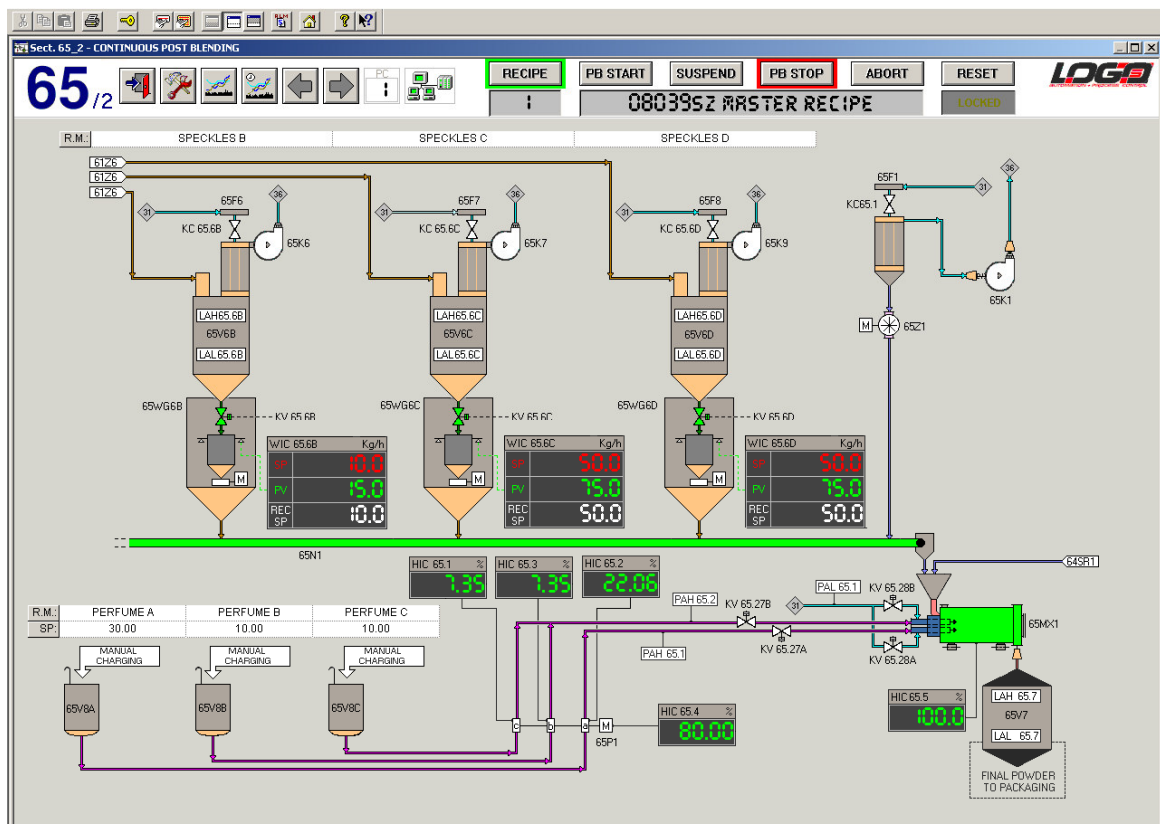 Sect. 65_2 - CONTINUOUS POST BLENDING
65/2
PC
1
RECIPE
PB START
SUSPEND
PB STOP
ABORT
RESET
1
08039SZ MASTER RECIPE
LOCKED
LOGO
AUTOMATION - PROCESS CONTROL
R.M.:
SPECKLES B
SPECKLES C
SPECKLES D
61Z6
61Z6
61Z6
31
65F6
36
KC 65.6B
65K6
31
65F7
36
KC 65.6C
65K7
31
65F8
36
KC 65.6D
65K9
65F1
31
36
KC65.1
65K1
M
65Z1
LAH65.6B
65V6B
LAL65.6B
LAH65.6C
65V6C
LAL65.6C
LAH65.6D
65V6D
LAL65.6D
65WG6B
KV 65.6B
M
65WG6C
KV 65.6C
M
65WG6D
KV 65.6D
M
WIC 65.6B Kg/h
SP 10.0
PV 15.0
REC SP 10.0
WIC 65.6C Kg/h
SP 50.0
PV 75.0
REC SP 50.0
WIC 65.6D Kg/h
SP 50.0
PV 75.0
REC SP 50.0
65N1
HIC 65.1 %
7.35
HIC 65.3 %
7.35
HIC 65.2 %
22.06
64SR1
R.M.: PERFUME A PERFUME B PERFUME C
SP: 30.00 10.00 10.00
MANUAL CHARGING
MANUAL CHARGING
MANUAL CHARGING
65V8A
65V8B
65V8C
PAH 65.2
KV 65.27B
31
PAL 65.1
KV 65.28B
PAH 65.1
KV 65.27A
KV 65.28A
65MX1
c
b
a
M
65P1
HIC 65.4 %
80.00
HIC 65.5 %
100.0
LAH 65.7
65V7
LAL 65.7
FINAL POWDER
TO PACKAGING